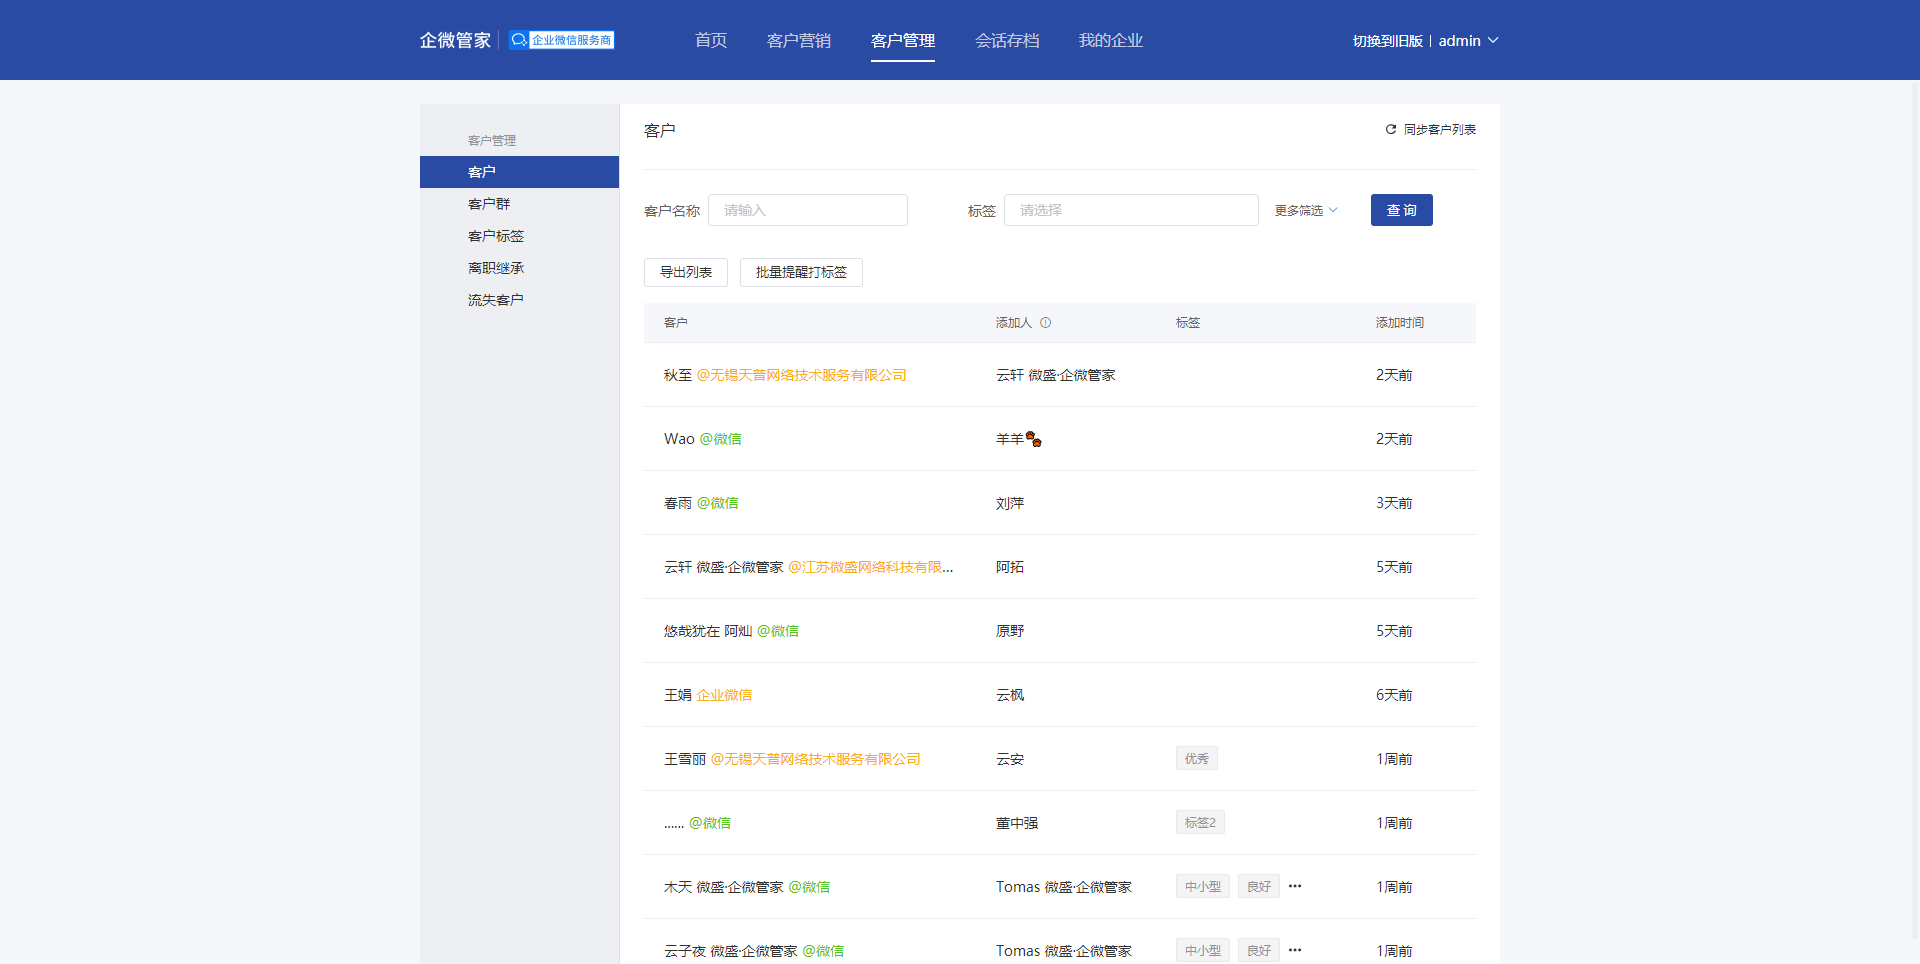 企微管家 企业微信服务商 首页 客户营销 客户管理 会话存档 我的企业 切换到旧版 | admin
客户管理
客户
客户群
客户标签
离职继承
流失客户
客户 同步客户列表
客户名称 请输入 标签 请选择 更多筛选 查 询
导出列表 批量提醒打标签
客户 添加人 标签 添加时间
秋至 @无锡天普网络技术服务有限公司 云轩 微盛·企微管家 2天前
Wao @微信 羊羊 2天前
春雨 @微信 刘萍 3天前
云轩 微盛·企微管家 @江苏微盛网络科技有限... 阿拓 5天前
悠哉犹在 阿灿 @微信 原野 5天前
王娟 企业微信 云枫 6天前
王雪丽 @无锡天普网络技术服务有限公司 云安 优秀 1周前
...... @微信 董中强 标签2 1周前
木天 微盛·企微管家 @微信 Tomas 微盛·企微管家 中小型 良好 ••• 1周前
云子夜 微盛·企微管家 @微信 Tomas 微盛·企微管家 中小型 良好 ••• 1周前